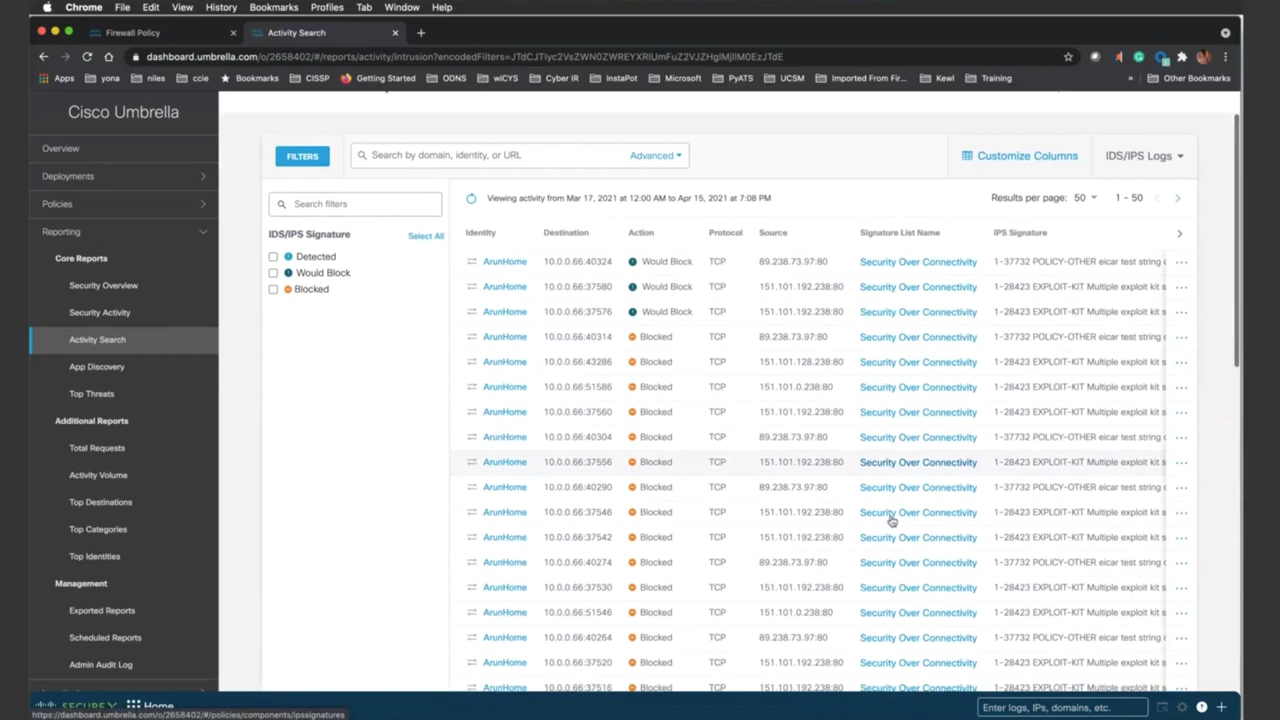 Chrome File Edit View History Bookmarks Profiles Tab Window Help
Firewall Policy Activity Search
dashboard.umbrella.com/o/2658402/#/reports/activity/intrusion?encodedFilters=JTdCJTIyc2VsZWN0ZWREYXRlUmFuZ2VJZHglMjIlM0EzJTdE
Apps yona niles ccie Bookmarks CISSP Getting Started ODNS wiCYS Cyber IR InstaPot Microsoft PyATS UCSM Imported From Fir... Kewl Training » Other Bookmarks
Cisco Umbrella
Overview
Deployments
Policies
Reporting
Core Reports
Security Overview
Security Activity
Activity Search
App Discovery
Top Threats
Additional Reports
Total Requests
Activity Volume
Top Destinations
Top Categories
Top Identities
Management
Exported Reports
Scheduled Reports
Admin Audit Log
FILTERS Search by domain, identity, or URL Advanced Customize Columns IDS/IPS Logs
Search filters
IDS/IPS Signature Select All
Detected
Would Block
Blocked
Viewing activity from Mar 17, 2021 at 12:00 AM to Apr 15, 2021 at 7:08 PM Results per page: 50 1 - 50
Identity Destination Action Protocol Source Signature List Name IPS Signature
ArunHome 10.0.0.66:40324 Would Block TCP 89.238.73.97:80 Security Over Connectivity 1-37732 POLICY-OTHER eicar test string
ArunHome 10.0.0.66:37580 Would Block TCP 151.101.192.238:80 Security Over Connectivity 1-28423 EXPLOIT-KIT Multiple exploit kit s
ArunHome 10.0.0.66:37576 Would Block TCP 151.101.192.238:80 Security Over Connectivity 1-28423 EXPLOIT-KIT Multiple exploit kit s
ArunHome 10.0.0.66:40314 Blocked TCP 89.238.73.97:80 Security Over Connectivity 1-37732 POLICY-OTHER eicar test string
ArunHome 10.0.0.66:43286 Blocked TCP 151.101.128.238:80 Security Over Connectivity 1-28423 EXPLOIT-KIT Multiple exploit kit s
ArunHome 10.0.0.66:51586 Blocked TCP 151.101.0.238:80 Security Over Connectivity 1-28423 EXPLOIT-KIT Multiple exploit kit s
ArunHome 10.0.0.66:37560 Blocked TCP 151.101.192.238:80 Security Over Connectivity 1-28423 EXPLOIT-KIT Multiple exploit kit s
ArunHome 10.0.0.66:40304 Blocked TCP 89.238.73.97:80 Security Over Connectivity 1-37732 POLICY-OTHER eicar test string
ArunHome 10.0.0.66:37556 Blocked TCP 151.101.192.238:80 Security Over Connectivity 1-28423 EXPLOIT-KIT Multiple exploit kit s
ArunHome 10.0.0.66:40290 Blocked TCP 89.238.73.97:80 Security Over Connectivity 1-37732 POLICY-OTHER eicar test string
ArunHome 10.0.0.66:37546 Blocked TCP 151.101.192.238:80 Security Over Connectivity 1-28423 EXPLOIT-KIT Multiple exploit kit s
ArunHome 10.0.0.66:37542 Blocked TCP 151.101.192.238:80 Security Over Connectivity 1-28423 EXPLOIT-KIT Multiple exploit kit s
ArunHome 10.0.0.66:40274 Blocked TCP 89.238.73.97:80 Security Over Connectivity 1-37732 POLICY-OTHER eicar test string
ArunHome 10.0.0.66:37530 Blocked TCP 151.101.192.238:80 Security Over Connectivity 1-28423 EXPLOIT-KIT Multiple exploit kit s
ArunHome 10.0.0.66:51546 Blocked TCP 151.101.0.238:80 Security Over Connectivity 1-28423 EXPLOIT-KIT Multiple exploit kit s
ArunHome 10.0.0.66:40264 Blocked TCP 89.238.73.97:80 Security Over Connectivity 1-37732 POLICY-OTHER eicar test string
ArunHome 10.0.0.66:37520 Blocked TCP 151.101.192.238:80 Security Over Connectivity 1-28423 EXPLOIT-KIT Multiple exploit kit s
ArunHome 10.0.0.66:37516 Blocked TCP 151.101.192.238:80 Security Over Connectivity 1-28423 EXPLOIT-KIT Multiple exploit kit s
SECUREX Home Enter logs, IPs, domains, etc.
https://dashboard.umbrella.com/o/2658402/#/policies/components/ipssignatures